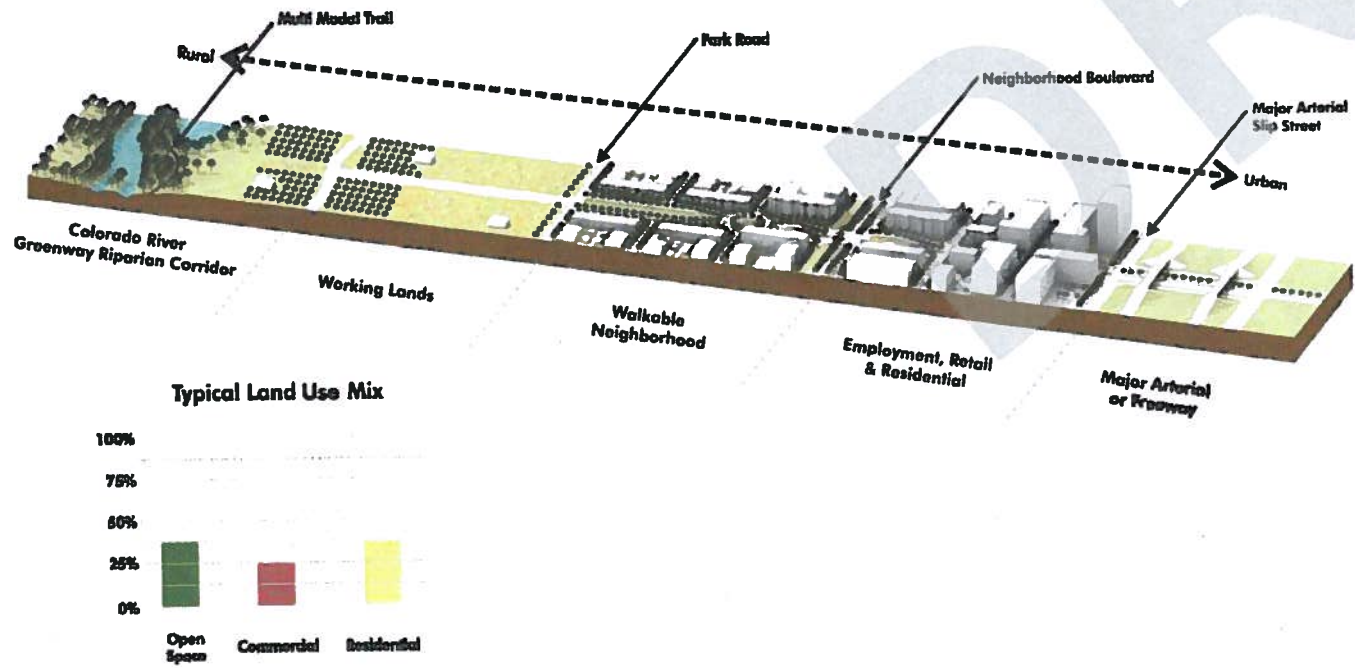 Multi Modal Trail
Rural
Park Road
Neighborhood Boulevard
Major Arterial
Slip Street
Urban
Colorado River
Greenway Riparian Corridor
Working Lands
Walkable
Neighborhood
Employment, Retail
& Residential
Major Arterial
or Freeway
Typical Land Use Mix
100%
75%
50%
25%
0%
Open
Space
Commercial
Residential
DR